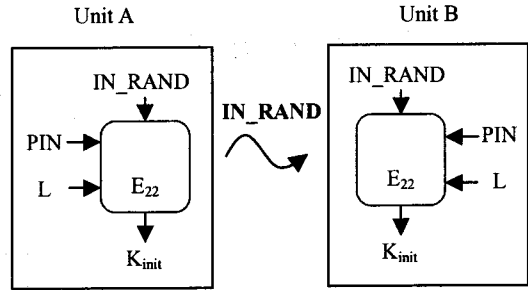 Unit A
IN_RAND
PIN
L
E22
Kinit
IN_RAND
Unit B
IN_RAND
PIN
L
E22
Kinit